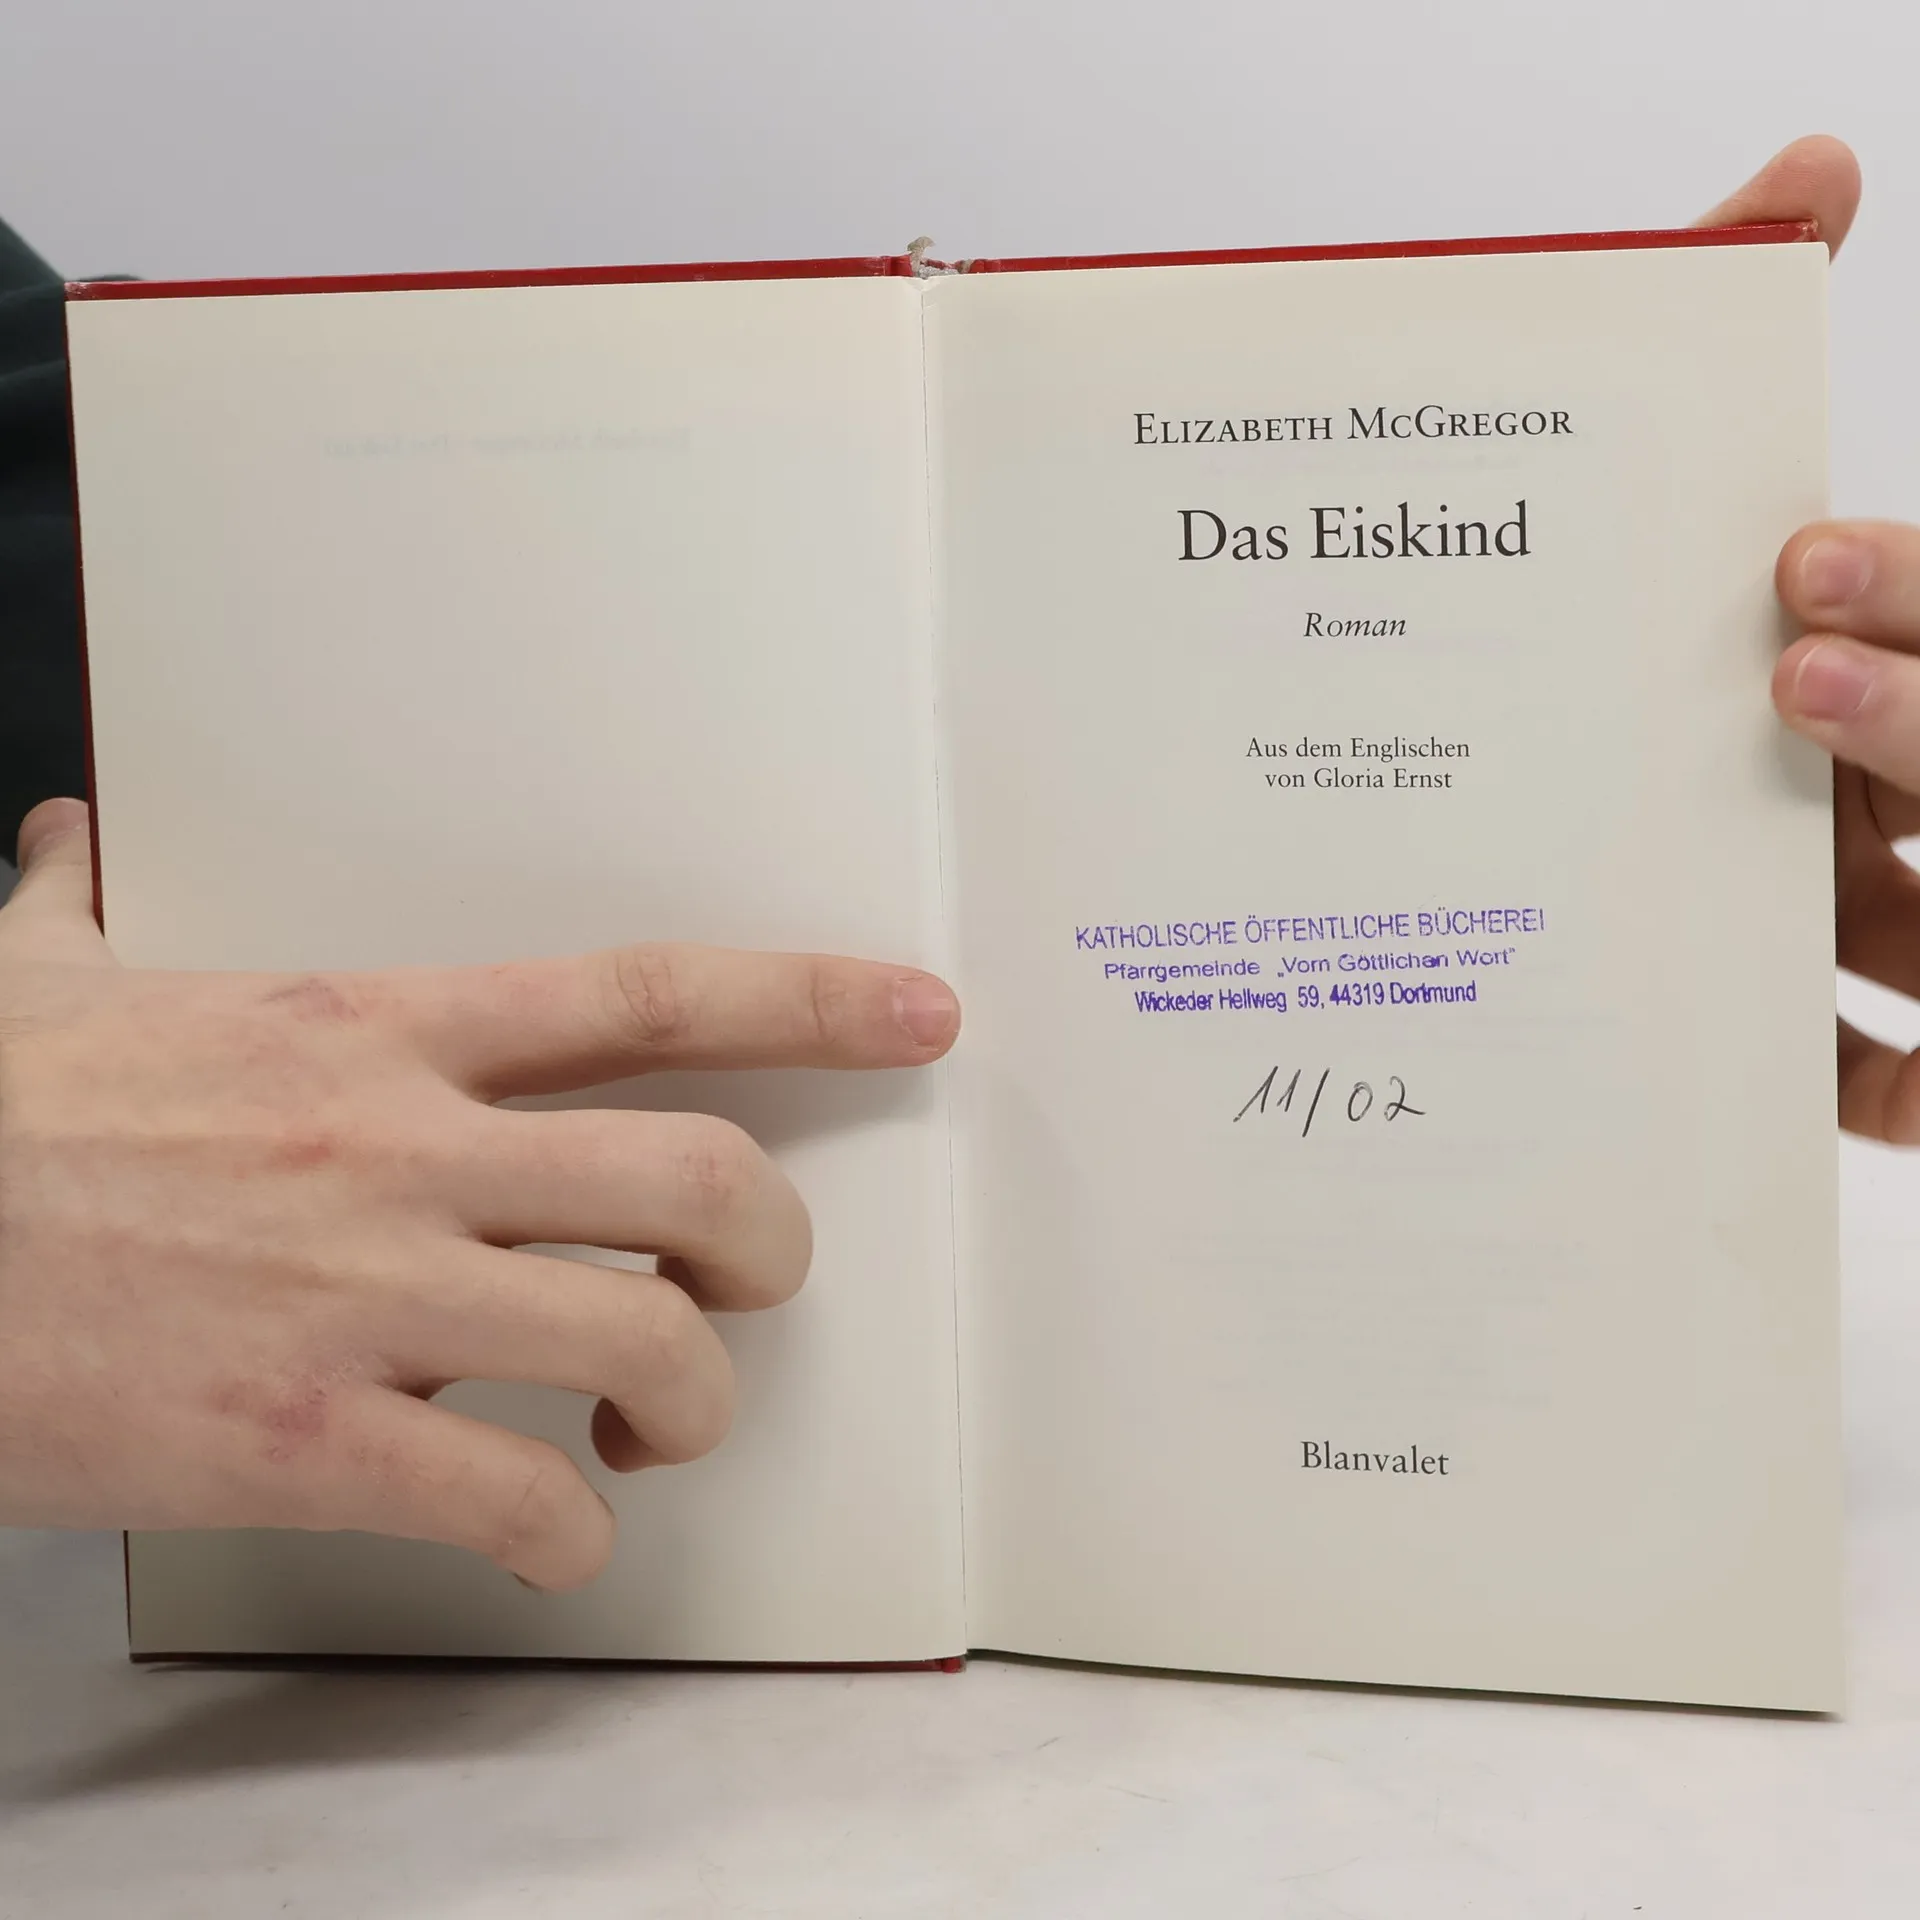 ELIZABETH MCGREGOR
Das Eiskind
Roman
Aus dem Englischen
von Gloria Ernst
KATHOLISCHE ÖFFENTLICHE BÜCHEREI
Pfarrgemeinde „Vom Göttlichen Wort"
Wickeder Hellweg 59, 44319 Dortmund
11/02
Blanvalet